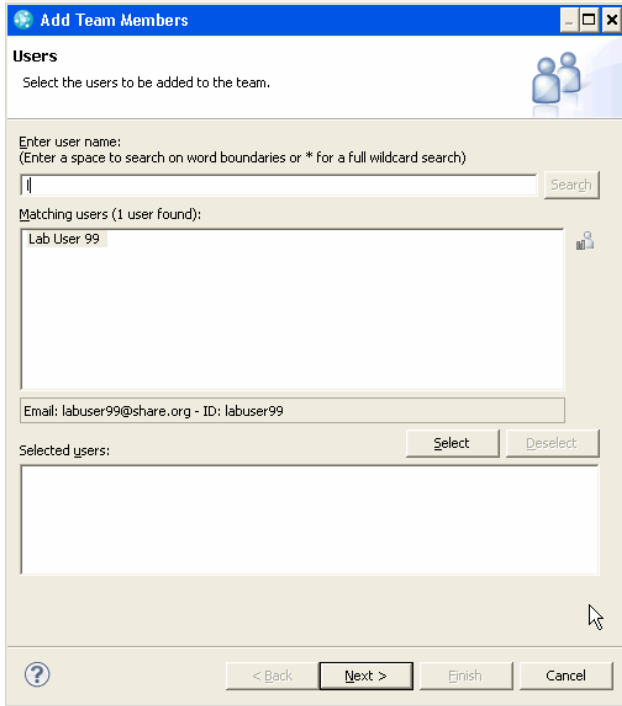 Add Team Members
Users
Select the users to be added to the team.
Enter user name:
(Enter a space to search on word boundaries or * for a full wildcard search)
l
Search
Matching users (1 user found):
Lab User 99
Email: labuser99@share.org - ID: labuser99
Select
Deselect
Selected users:
?
< Back
Next >
Finish
Cancel